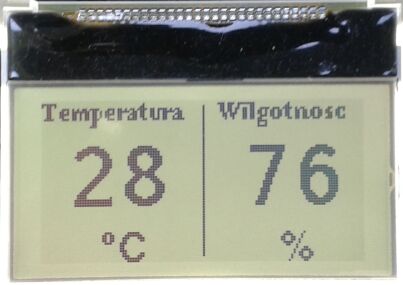 Temperatura
28
°C
Wilgotnosc
76
%